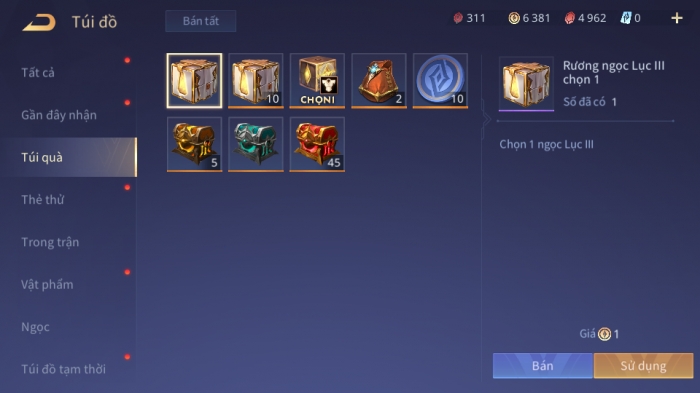 Túi đồ
Bán tất
311
6 381
4 962
0
Tất cả
Gần đây nhận
Túi quà
Thẻ thử
Trong trận
Vật phẩm
Ngọc
Túi đồ tạm thời
10
CHỌN1
2
10
5
45
Rương ngọc Lục III
chọn 1
Số đã có 1
Chọn 1 ngọc Lục III
Giá 1
Bán
Sử dụng